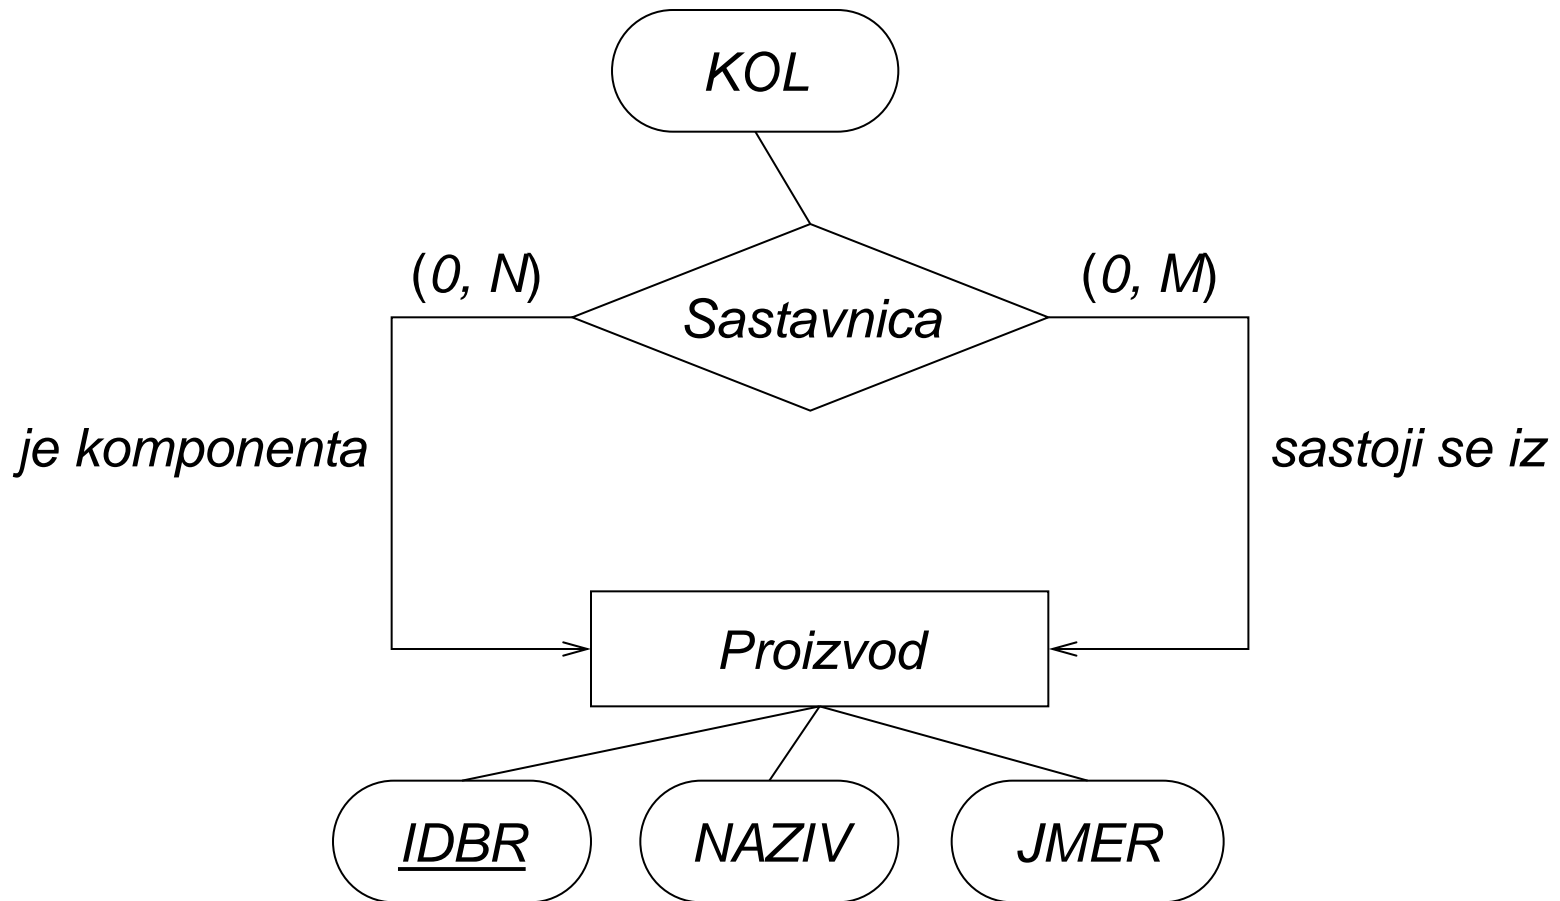 KOL
(0, N)
(0, M)
Sastavnica
je komponenta
sastoji se iz
Proizvod
IDBR
NAZIV
JMER